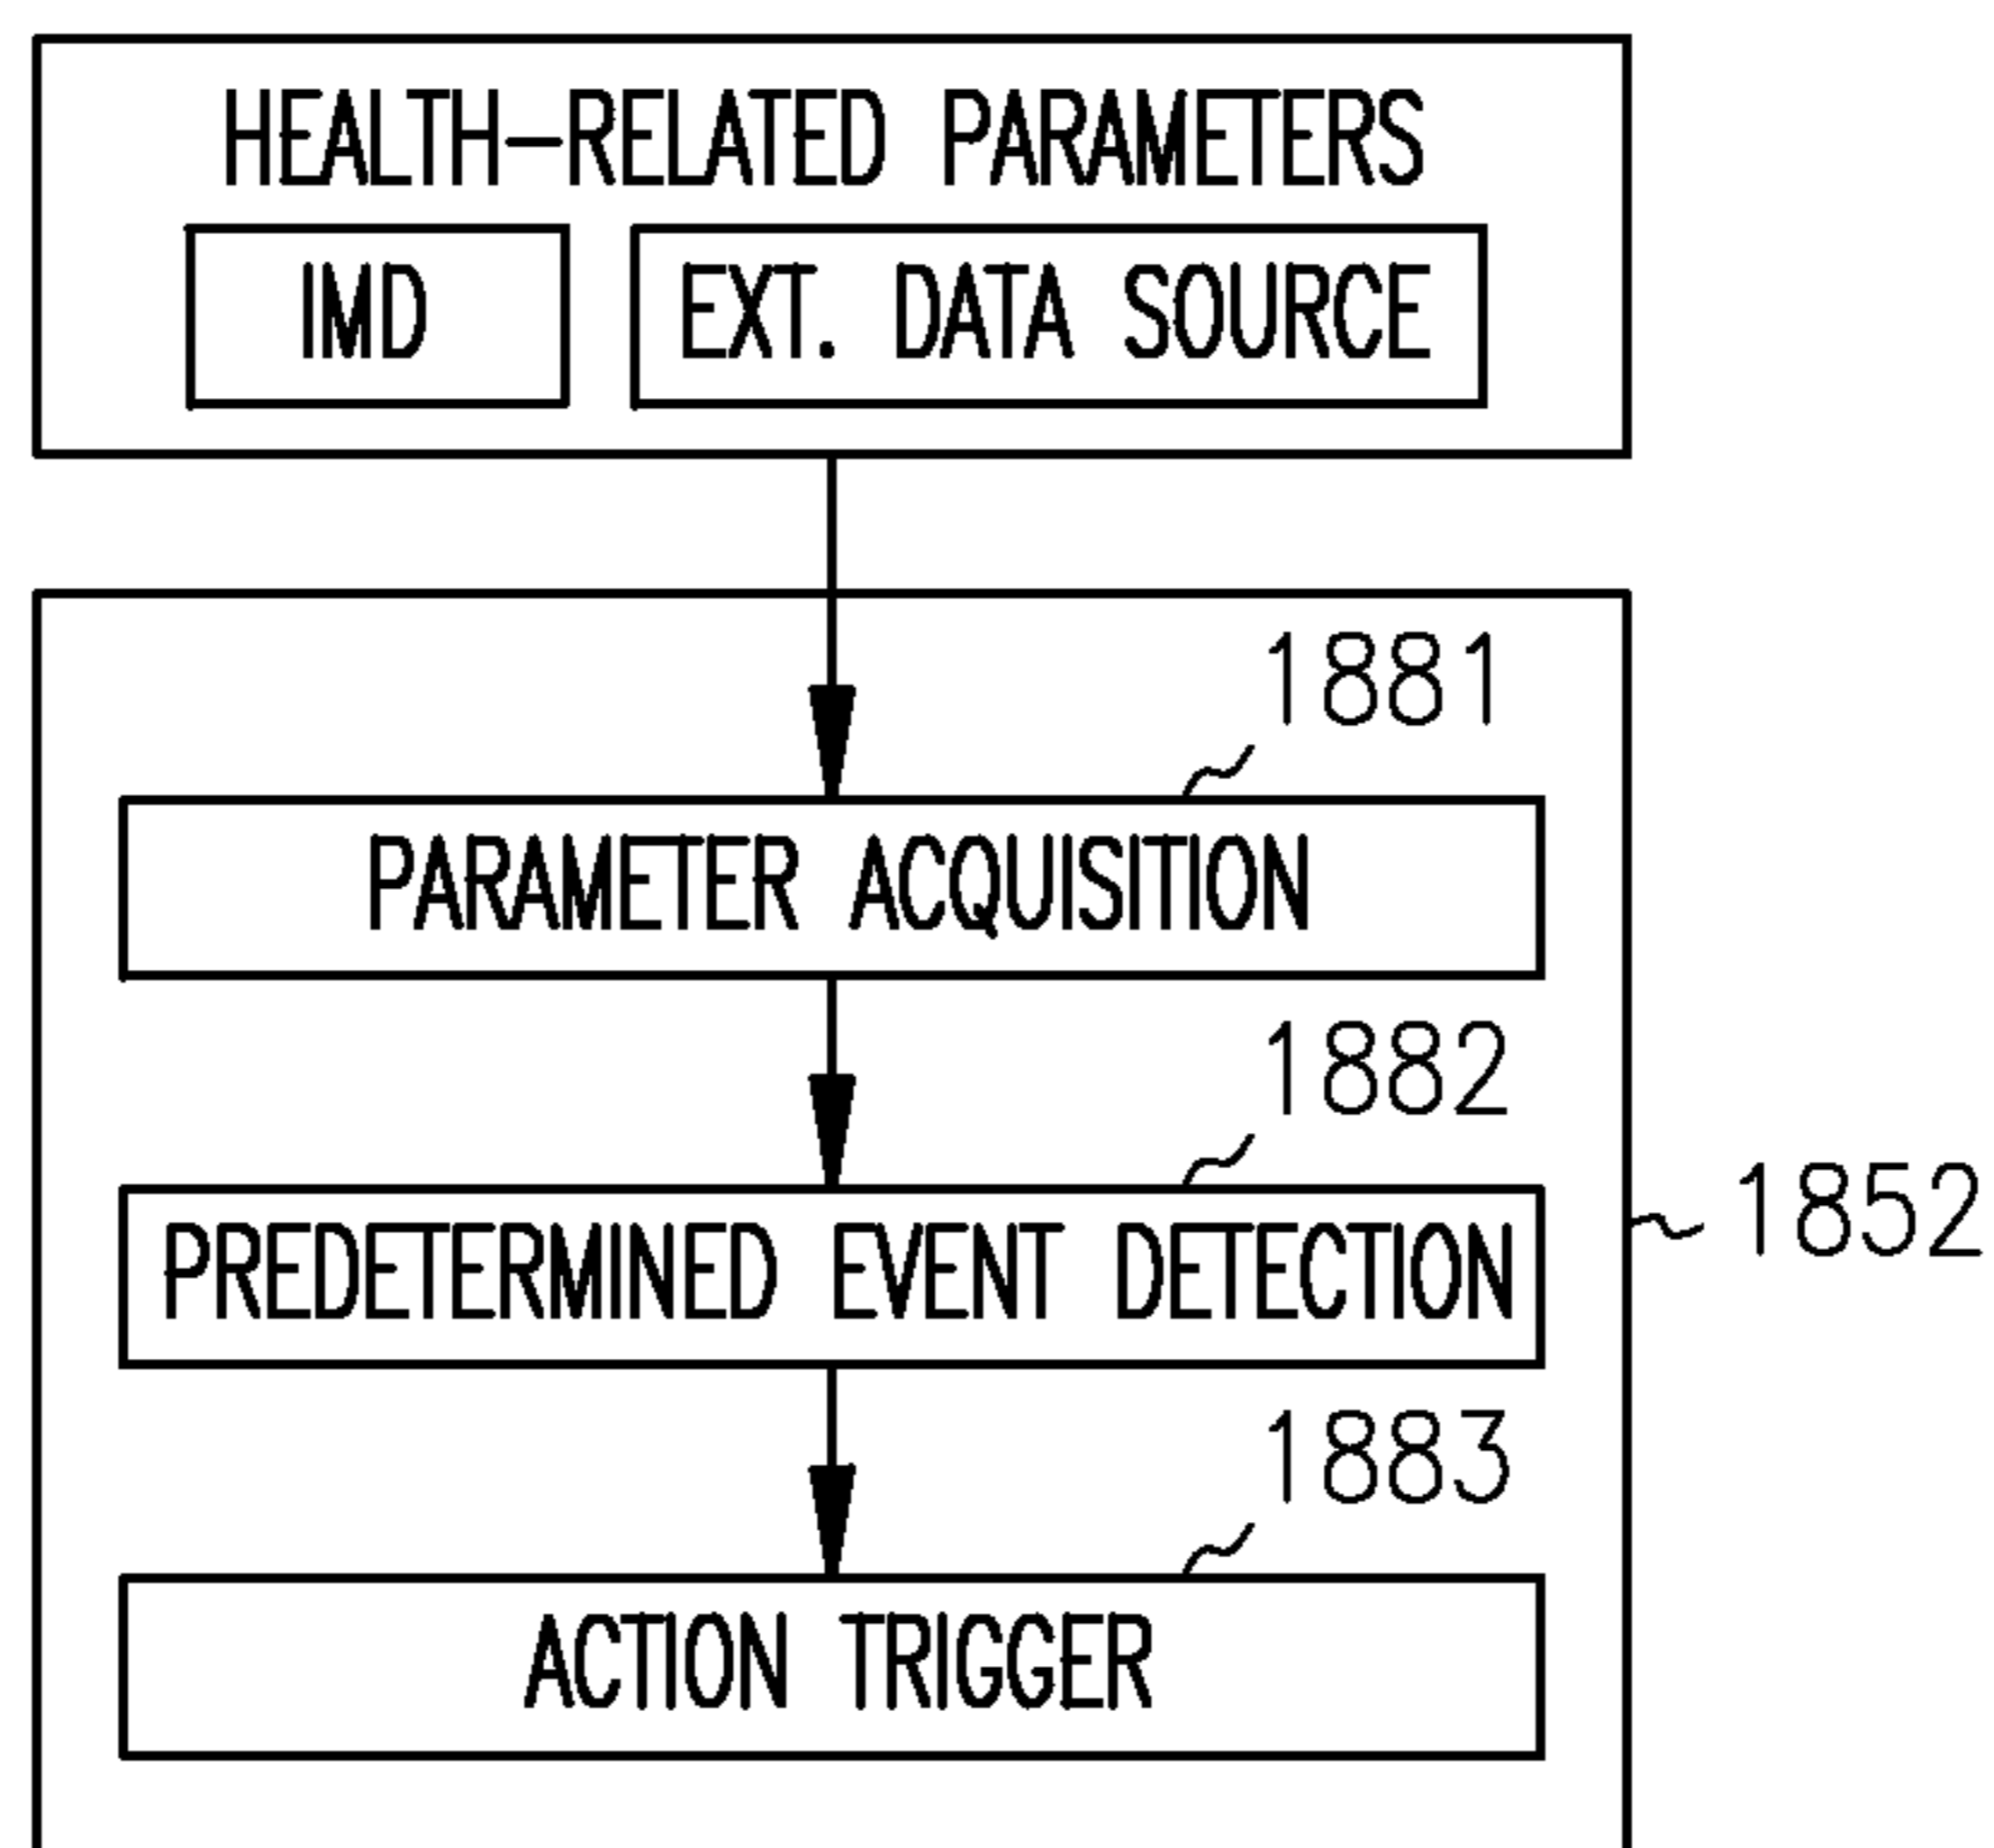 HEALTH-RELATED PARAMETERS
IMD
EXT. DATA SOURCE
1881
PARAMETER ACQUISITION
1882
PREDETERMINED EVENT DETECTION
1852
1883
ACTION TRIGGER